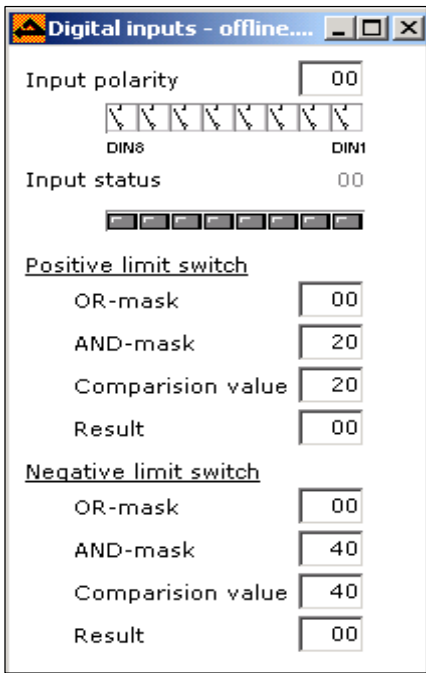 Digital inputs - offline....
Input polarity 00
DIN8 DIN1
Input status 00
Positive limit switch
OR-mask 00
AND-mask 20
Comparision value 20
Result 00
Negative limit switch
OR-mask 00
AND-mask 40
Comparision value 40
Result 00